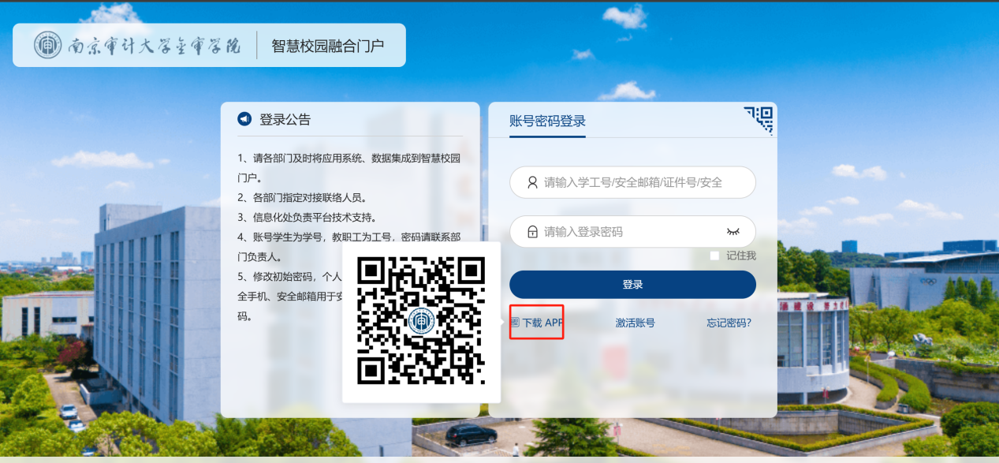 南京审计大学金审学院
智慧校园融合门户
登录公告
1、请各部门及时将应用系统、数据集成到智慧校园
门户。
2、各部门指定对接联络人员。
3、信息化处负责平台技术支持。
4、账号学生为学号，教职工为工号，密码请联系部
门负责人。
5、修改初始密码，个人
全手机、安全邮箱用于安
码。
账号密码登录
请输入学工号/安全邮箱/证件号/安全
请输入登录密码
记住我
登录
下载 APP
激活账号
忘记密码?
建设